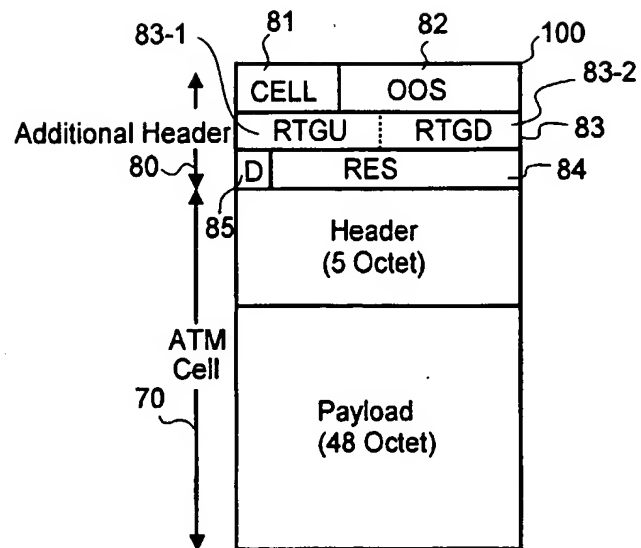 81 82 100
83-1 83-2
CELL OOS
Additional Header RTGU RTGD 83
80 D RES 84
85
Header
(5 Octet)
ATM
Cell
70
Payload
(48 Octet)